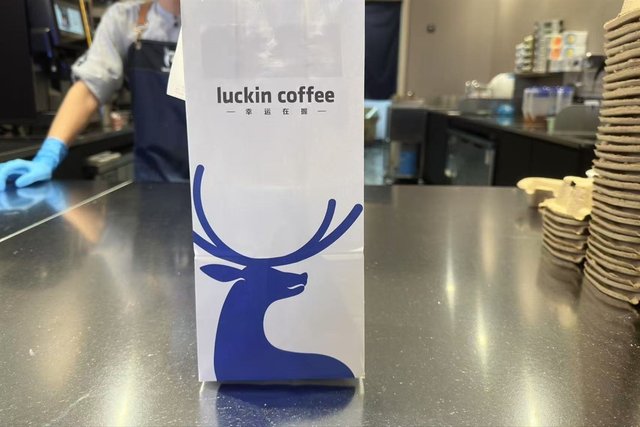 luckin coffee
— 幸 运 在 握 —